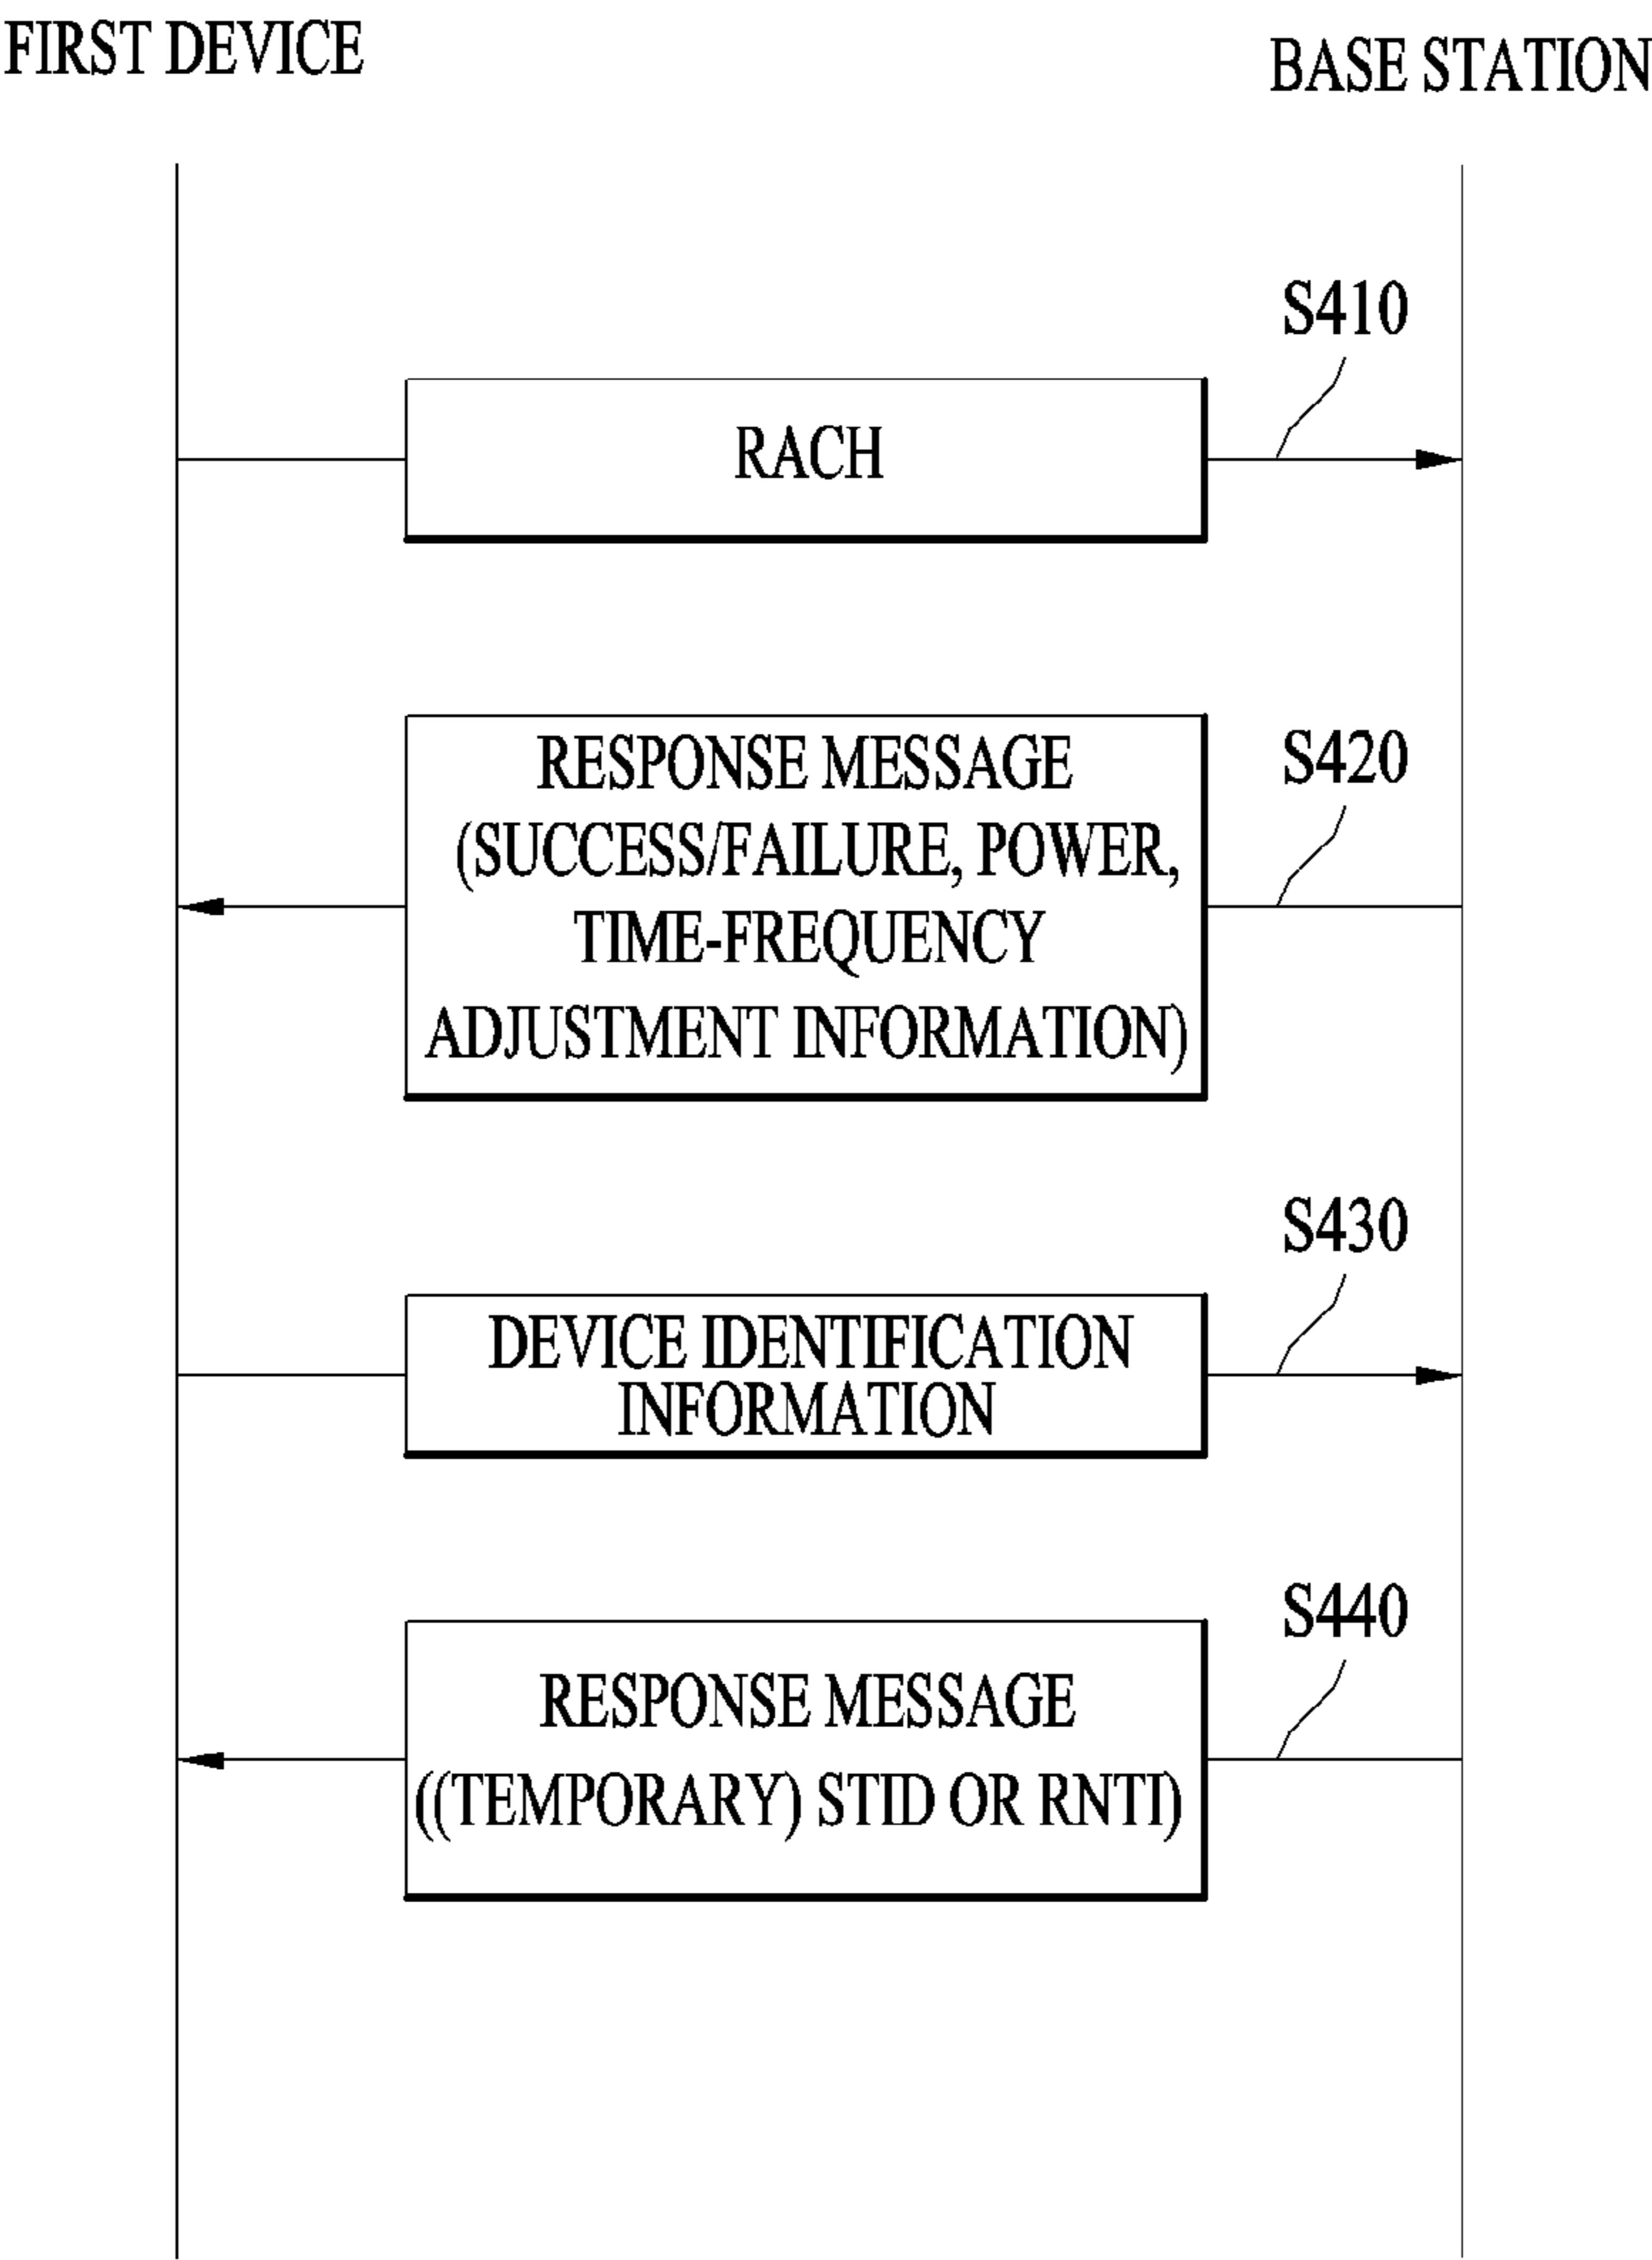 FIRST DEVICE
BASE STATION
S410
RACH
S420
RESPONSE MESSAGE
(SUCCESS/FAILURE, POWER,
TIME-FREQUENCY
ADJUSTMENT INFORMATION)
S430
DEVICE IDENTIFICATION
INFORMATION
S440
RESPONSE MESSAGE
((TEMPORARY) STID OR RNTI)